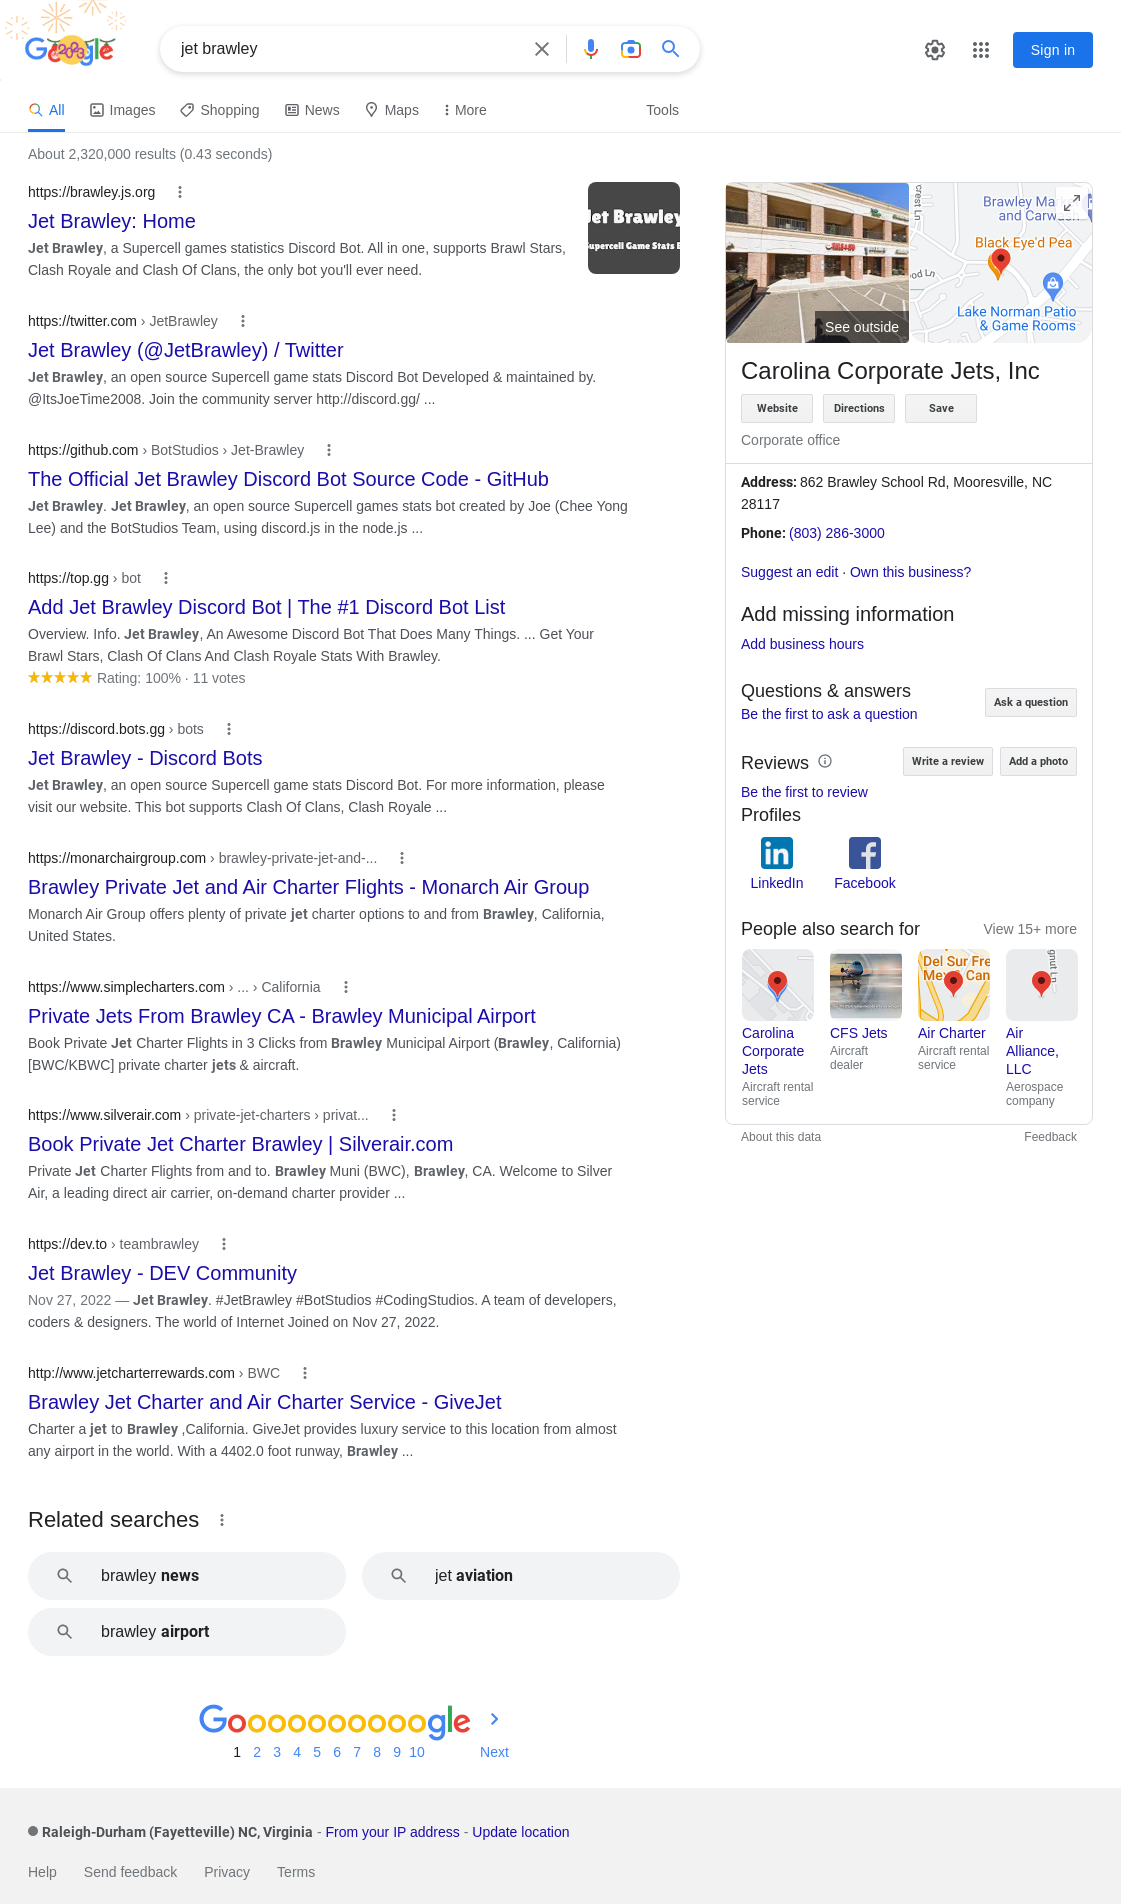 Google
jet brawley
Sign in
All
Images
Shopping
News
Maps
More
Tools
About 2,320,000 results (0.43 seconds)
https://brawley.js.org
Jet Brawley: Home
Jet Brawley, a Supercell games statistics Discord Bot. All in one, supports Brawl Stars,
Clash Royale and Clash Of Clans, the only bot you'll ever need.
Jet Brawley
Supercell Game Stats B
https://twitter.com › JetBrawley
Jet Brawley (@JetBrawley) / Twitter
Jet Brawley, an open source Supercell game stats Discord Bot Developed & maintained by.
@ItsJoeTime2008. Join the community server http://discord.gg/ ...
https://github.com › BotStudios › Jet-Brawley
The Official Jet Brawley Discord Bot Source Code - GitHub
Jet Brawley. Jet Brawley, an open source Supercell games stats bot created by Joe (Chee Yong
Lee) and the BotStudios Team, using discord.js in the node.js ...
https://top.gg › bot
Add Jet Brawley Discord Bot | The #1 Discord Bot List
Overview. Info. Jet Brawley, An Awesome Discord Bot That Does Many Things. ... Get Your
Brawl Stars, Clash Of Clans And Clash Royale Stats With Brawley.
Rating: 100% · 11 votes
https://discord.bots.gg › bots
Jet Brawley - Discord Bots
Jet Brawley, an open source Supercell game stats Discord Bot. For more information, please
visit our website. This bot supports Clash Of Clans, Clash Royale ...
https://monarchairgroup.com › brawley-private-jet-and-...
Brawley Private Jet and Air Charter Flights - Monarch Air Group
Monarch Air Group offers plenty of private jet charter options to and from Brawley, California,
United States.
https://www.simplecharters.com › ... › California
Private Jets From Brawley CA - Brawley Municipal Airport
Book Private Jet Charter Flights in 3 Clicks from Brawley Municipal Airport (Brawley, California)
[BWC/KBWC] private charter jets & aircraft.
https://www.silverair.com › private-jet-charters › privat...
Book Private Jet Charter Brawley | Silverair.com
Private Jet Charter Flights from and to. Brawley Muni (BWC), Brawley, CA. Welcome to Silver
Air, a leading direct air carrier, on-demand charter provider ...
https://dev.to › teambrawley
Jet Brawley - DEV Community
Nov 27, 2022 — Jet Brawley. #JetBrawley #BotStudios #CodingStudios. A team of developers,
coders & designers. The world of Internet Joined on Nov 27, 2022.
http://www.jetcharterrewards.com › BWC
Brawley Jet Charter and Air Charter Service - GiveJet
Charter a jet to Brawley ,California. GiveJet provides luxury service to this location from almost
any airport in the world. With a 4402.0 foot runway, Brawley ...
Related searches
brawley news
jet aviation
brawley airport
Goooooooooogle
1 2 3 4 5 6 7 8 9 10 Next
See outside
crest Ln
Brawley Ma
and Carwa
Black Eye'd Pea
od Ln
Lake Norman Patio
& Game Rooms
Carolina Corporate Jets, Inc
Website
Directions
Save
Corporate office
Address: 862 Brawley School Rd, Mooresville, NC
28117
Phone: (803) 286-3000
Suggest an edit · Own this business?
Add missing information
Add business hours
Questions & answers
Be the first to ask a question
Ask a question
Reviews
Write a review
Add a photo
Be the first to review
Profiles
LinkedIn
Facebook
People also search for
View 15+ more
Del Sur Fre
Mex & Can
gnut Ln
Carolina
Corporate
Jets
Aircraft rental
service
CFS Jets
Aircraft
dealer
Air Charter
Aircraft rental
service
Air
Alliance,
LLC
Aerospace
company
About this data
Feedback
Raleigh-Durham (Fayetteville) NC, Virginia - From your IP address - Update location
Help
Send feedback
Privacy
Terms